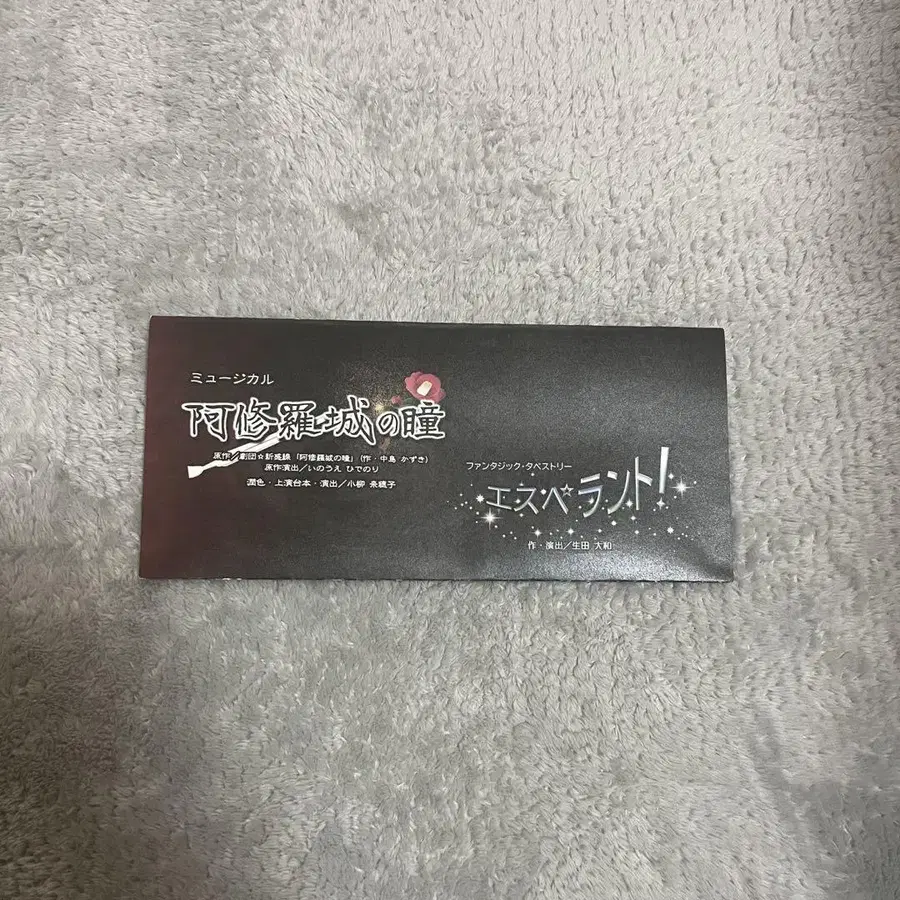 ミュージカル
阿修羅城の瞳
原作/劇団☆新感線「阿修羅城の瞳」(作・中島 かずき)
原作演出/いのうえ ひでのり
潤色・上演台本・演出/小柳 奈穂子
ファンタジック・タペストリー
エスペラント!
作・演出/生田 大和